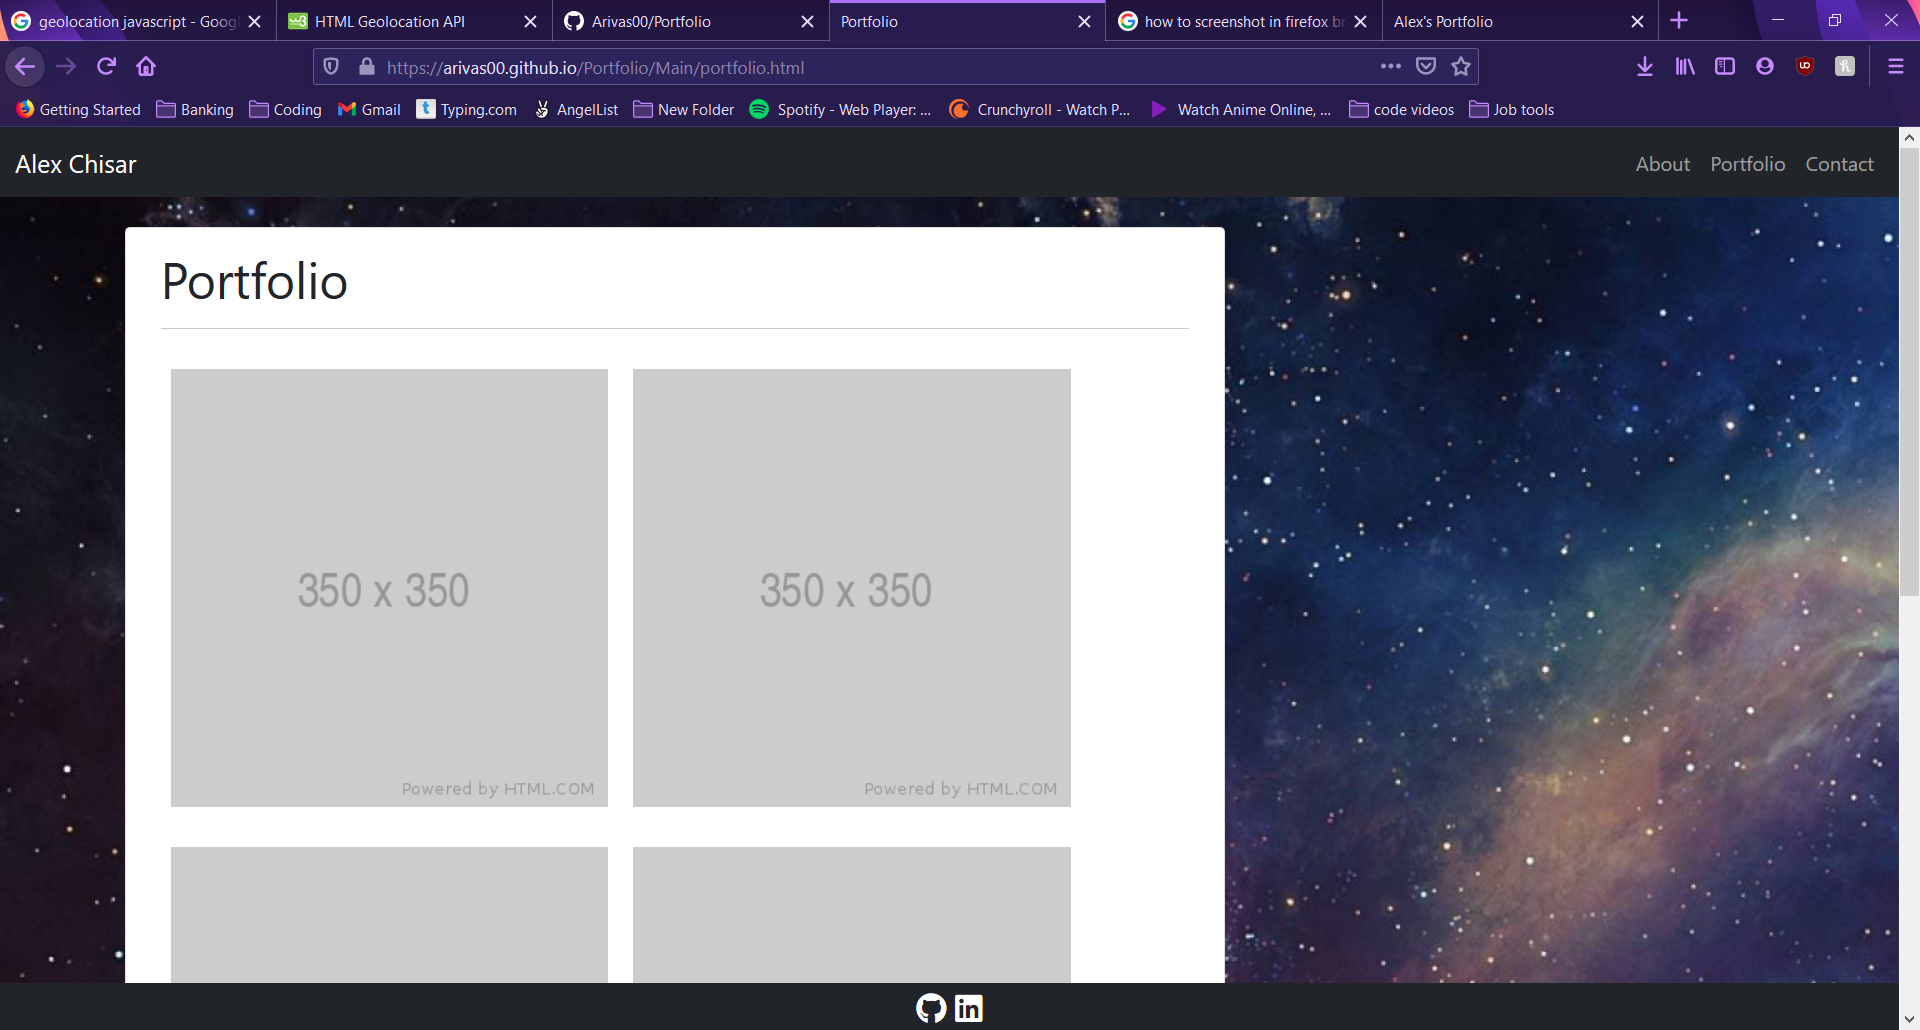 geolocation javascript - Goog
HTML Geolocation API
Arivas00/Portfolio
Portfolio
how to screenshot in firefox br
Alex's Portfolio
https://arivas00.github.io/Portfolio/Main/portfolio.html
Getting Started
Banking
Coding
Gmail
Typing.com
AngelList
New Folder
Spotify - Web Player: ...
Crunchyroll - Watch P...
Watch Anime Online, ...
code videos
Job tools
Alex Chisar
About
Portfolio
Contact
Portfolio
350 x 350
Powered by HTML.COM
350 x 350
Powered by HTML.COM